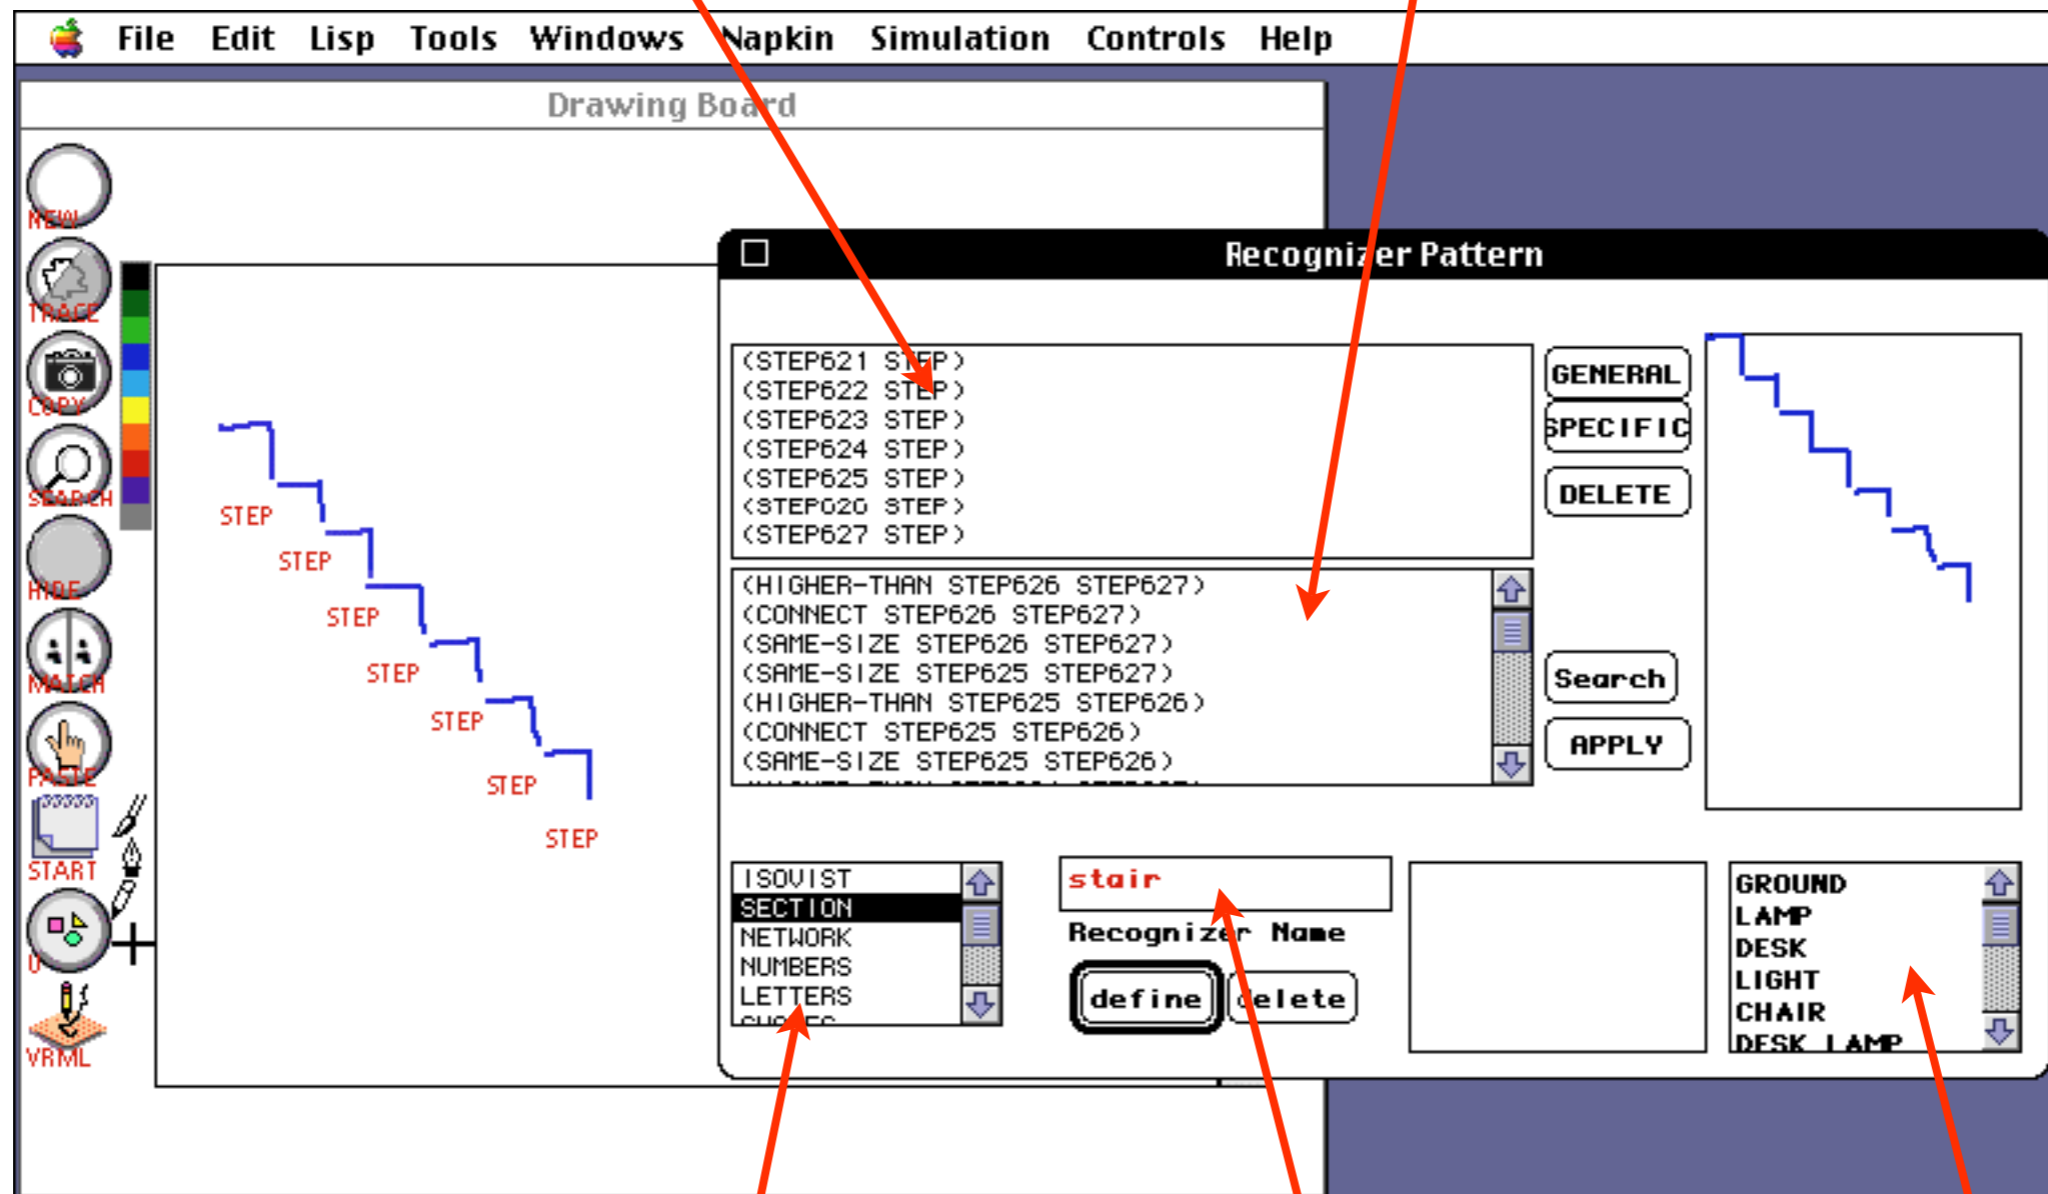 File Edit Lisp Tools Windows Napkin Simulation Controls Help
Drawing Board
NEW
TRACE
COPY
SEARCH
HIDE
MATCH
PASTE
START
U
VRML
STEP
STEP
STEP
STEP
STEP
STEP
STEP
Recognizer Pattern
(STEP621 STEP)
(STEP622 STEP)
(STEP623 STEP)
(STEP624 STEP)
(STEP625 STEP)
(STEP626 STEP)
(STEP627 STEP)
GENERAL
SPECIFIC
DELETE
(HIGHER-THAN STEP626 STEP627)
(CONNECT STEP626 STEP627)
(SAME-SIZE STEP626 STEP627)
(SAME-SIZE STEP625 STEP627)
(HIGHER-THAN STEP625 STEP626)
(CONNECT STEP625 STEP626)
(SAME-SIZE STEP625 STEP626)
Search
APPLY
ISOVIST
SECTION
NETWORK
NUMBERS
LETTERS
stair
Recognizer Name
define delete
GROUND
LAMP
DESK
LIGHT
CHAIR
DESK LAMP